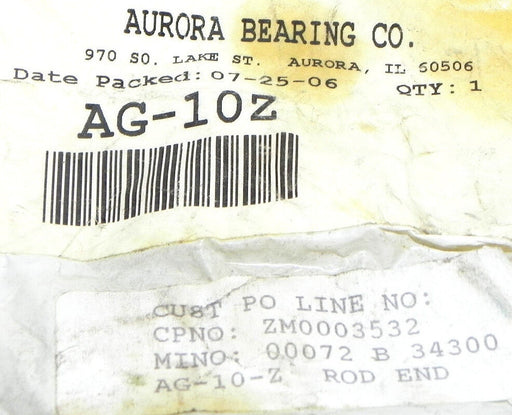 AURORA BEARING CO.
970 SO. LAKE ST. AURORA, IL 60506
Date Packed: 07-25-06 QTY: 1
AG-10Z
CUST PO LINE NO:
CPNO: ZM0003532
MINO: 00072 B 34300
AG-10-Z ROD END